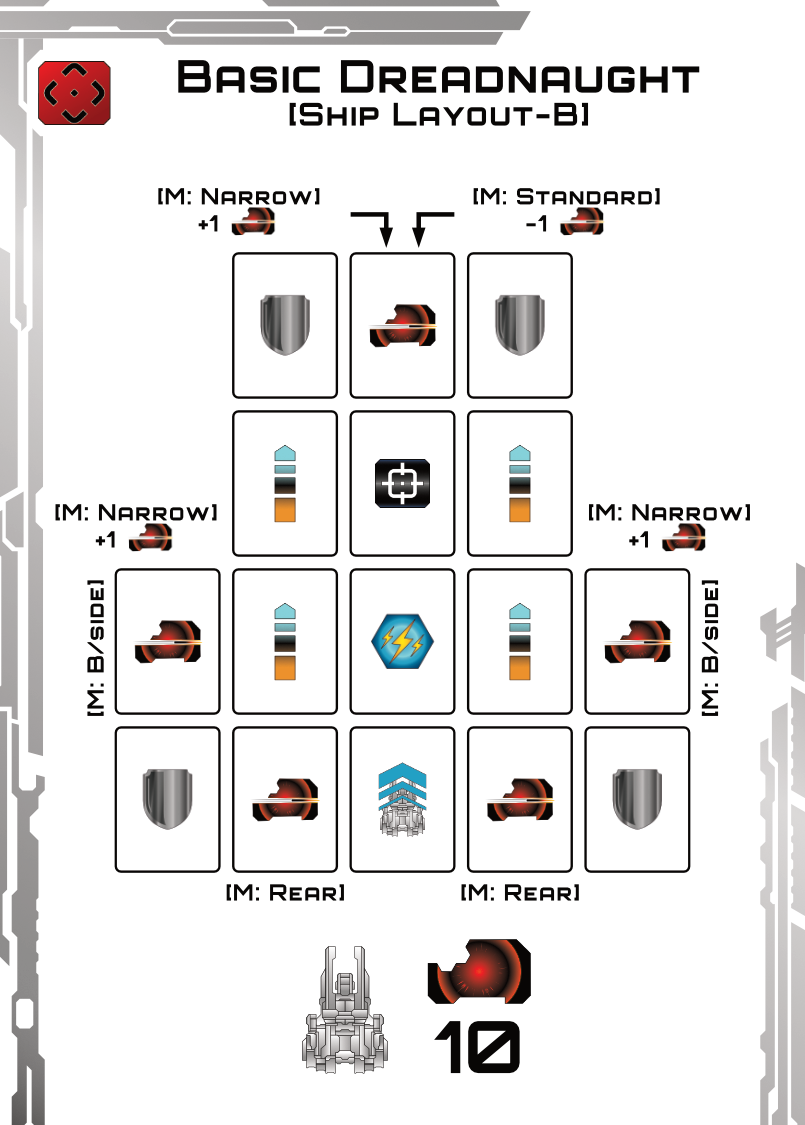 Basic Dreadnaught
[Ship Layout-B]
[M: Narrow]
+1
[M: Standard]
-1
[M: Narrow]
+1
[M: Narrow]
+1
[M: B/side]
[M: B/side]
[M: Rear]
[M: Rear]
10